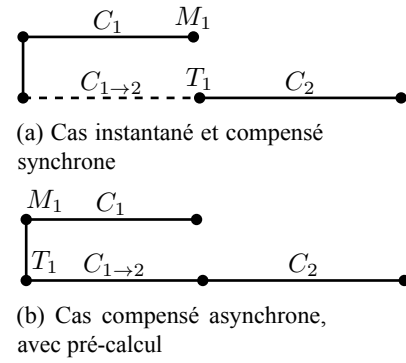 C₁ M₁
C₁→₂ T₁ C₂
(a) Cas instantané et compensé
synchrone
M₁ C₁
T₁ C₁→₂ C₂
(b) Cas compensé asynchrone,
avec pré-calcul